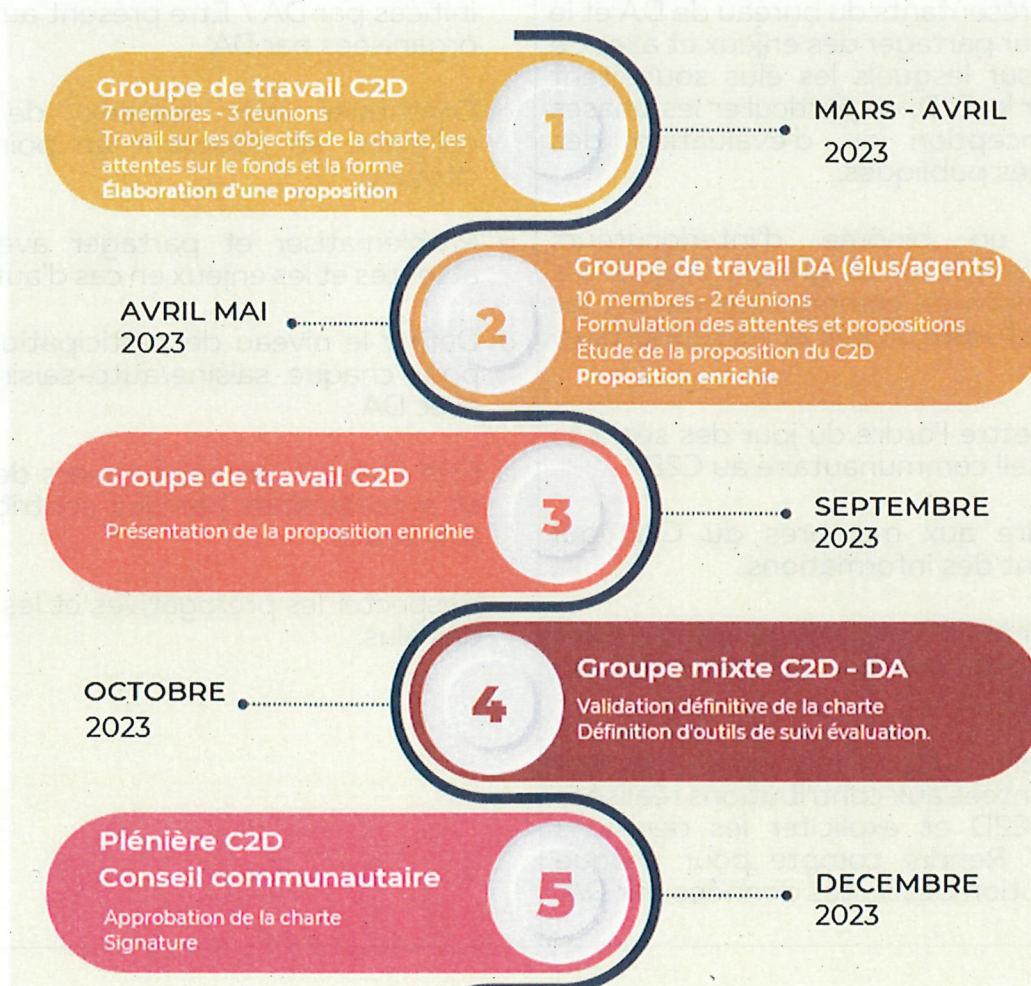 Groupe de travail C2D
7 membres - 3 réunions
Travail sur les objectifs de la charte, les
attentes sur le fonds et la forme
Élaboration d'une proposition
1
MARS - AVRIL
2023
AVRIL MAI
2023
2
Groupe de travail DA (élus/agents)
10 membres - 2 réunions
Formulation des attentes et propositions
Étude de la proposition du C2D
Proposition enrichie
Groupe de travail C2D
Présentation de la proposition enrichie
3
SEPTEMBRE
2023
OCTOBRE
2023
4
Groupe mixte C2D - DA
Validation définitive de la charte
Définition d'outils de suivi évaluation.
Plénière C2D
Conseil communautaire
Approbation de la charte
Signature
5
DECEMBRE
2023